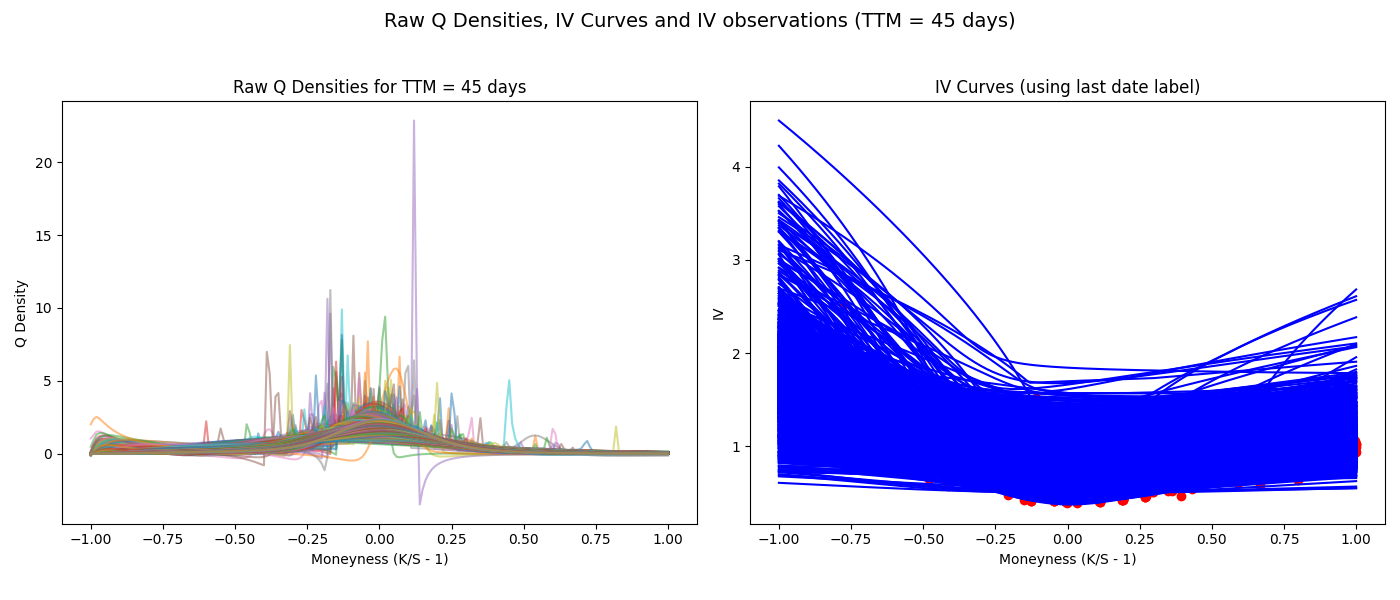 Raw Q Densities, IV Curves and IV observations (TTM = 45 days)
Raw Q Densities for TTM = 45 days
Q Density
20
15
10
5
0
−1.00 −0.75 −0.50 −0.25 0.00 0.25 0.50 0.75 1.00
Moneyness (K/S - 1)
IV Curves (using last date label)
IV
4
3
2
1
−1.00 −0.75 −0.50 −0.25 0.00 0.25 0.50 0.75 1.00
Moneyness (K/S - 1)